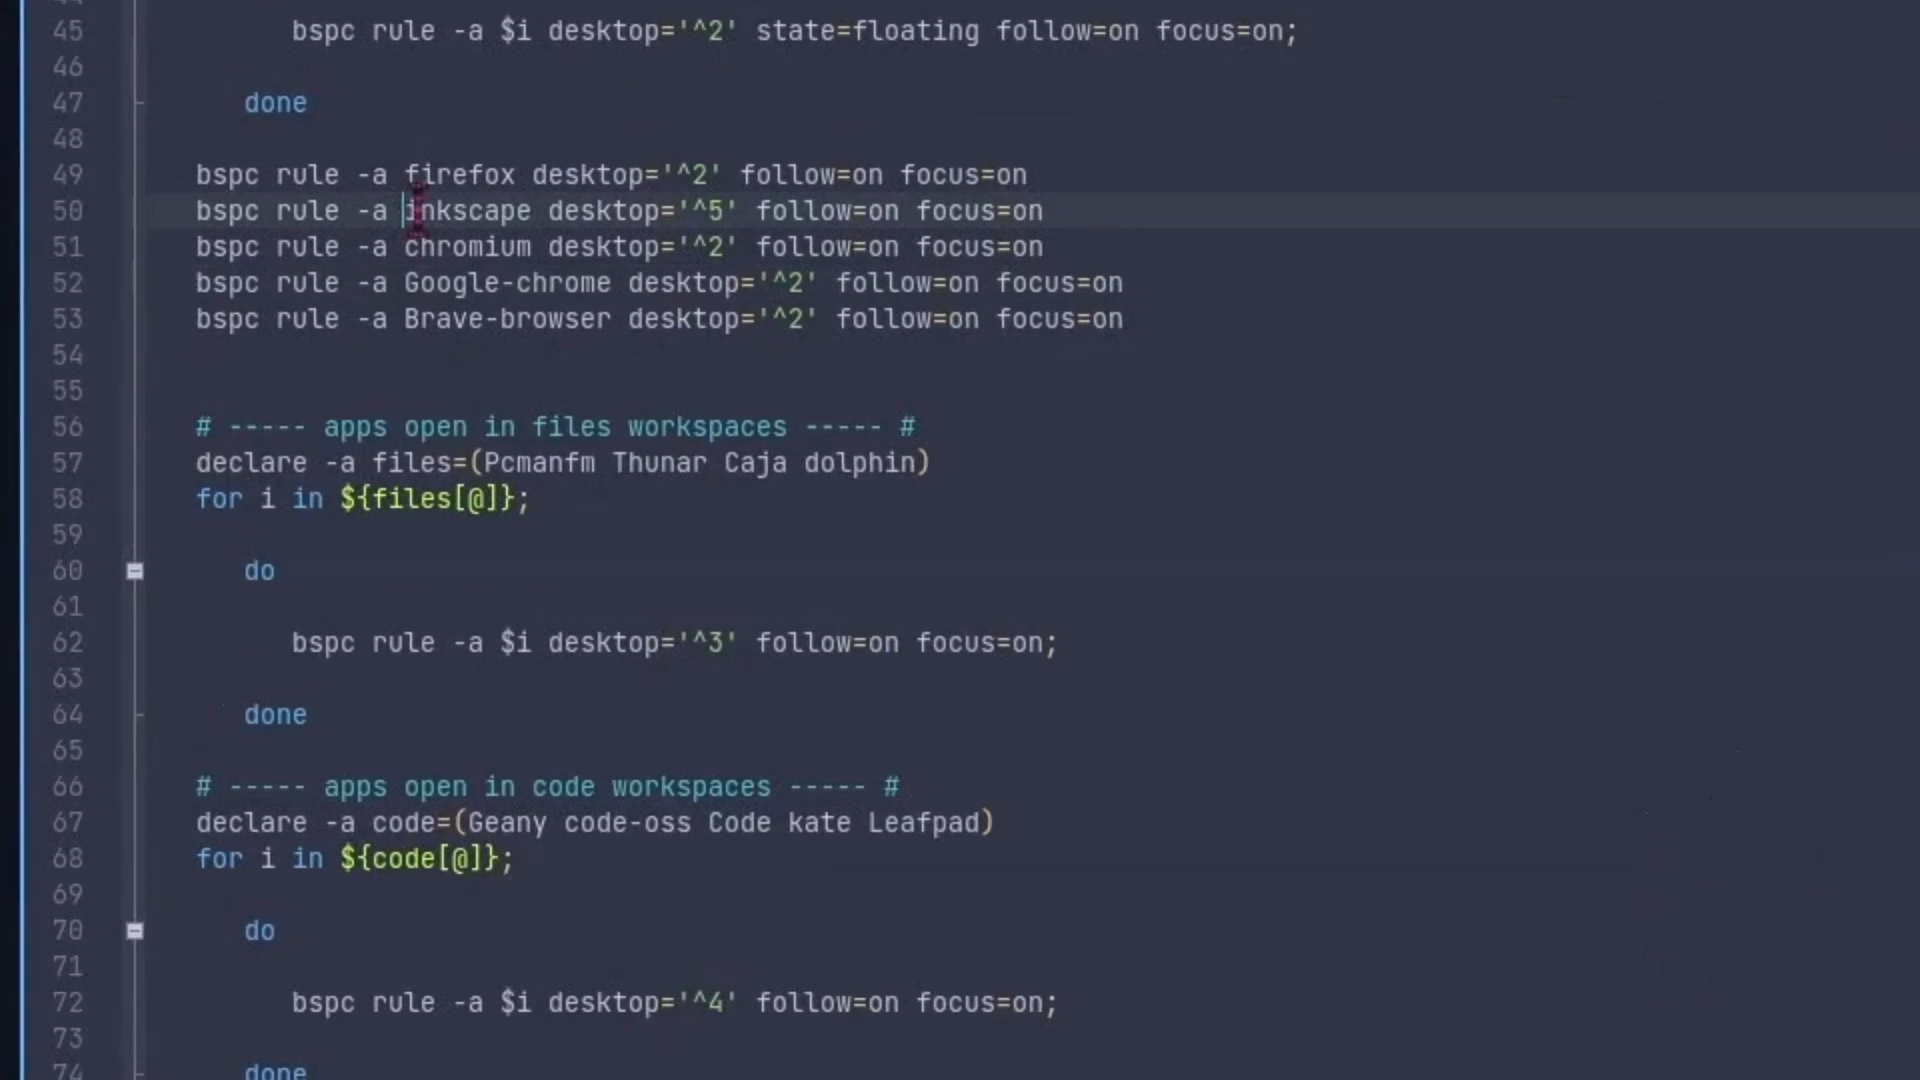 45 bspc rule -a $i desktop='^2' state=floating follow=on focus=on;
46
47 done
48
49 bspc rule -a firefox desktop='^2' follow=on focus=on
50 bspc rule -a inkscape desktop='^5' follow=on focus=on
51 bspc rule -a chromium desktop='^2' follow=on focus=on
52 bspc rule -a Google-chrome desktop='^2' follow=on focus=on
53 bspc rule -a Brave-browser desktop='^2' follow=on focus=on
54
55
56 # ----- apps open in files workspaces ----- #
57 declare -a files=(Pcmanfm Thunar Caja dolphin)
58 for i in ${files[@]};
59
60 do
61
62 bspc rule -a $i desktop='^3' follow=on focus=on;
63
64 done
65
66 # ----- apps open in code workspaces ----- #
67 declare -a code=(Geany code-oss Code kate Leafpad)
68 for i in ${code[@]};
69
70 do
71
72 bspc rule -a $i desktop='^4' follow=on focus=on;
73
74 done